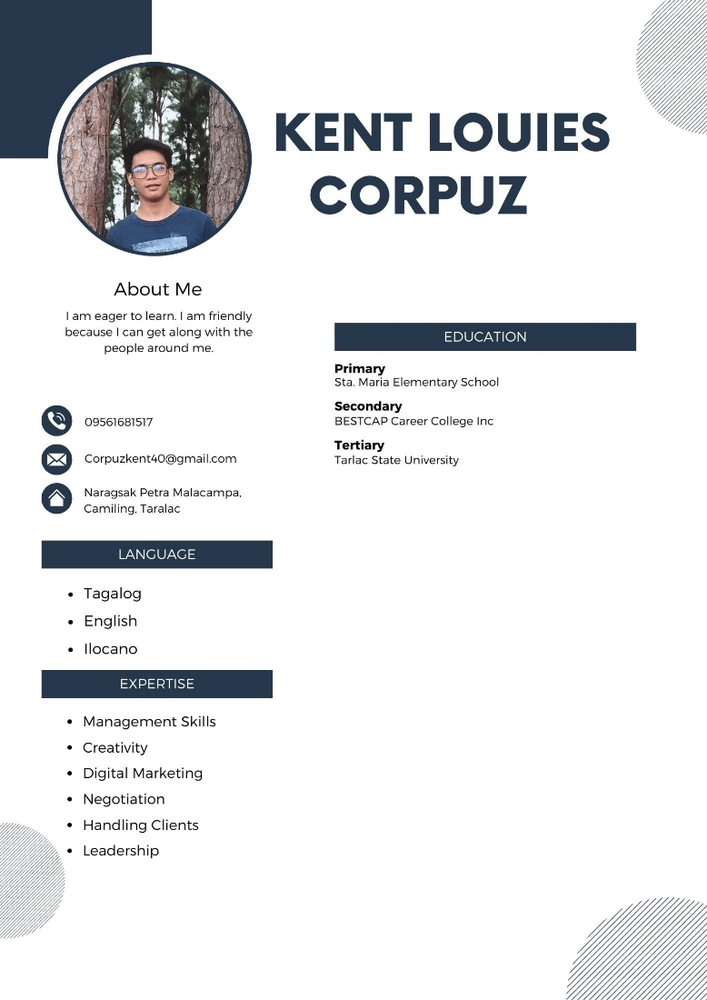 KENT LOUIES
CORPUZ
About Me
I am eager to learn. I am friendly
because I can get along with the
people around me.
09561681517
Corpuzkent40@gmail.com
Naragsak Petra Malacampa,
Camiling, Taralac
LANGUAGE
Tagalog
English
Ilocano
EXPERTISE
Management Skills
Creativity
Digital Marketing
Negotiation
Handling Clients
Leadership
EDUCATION
Primary
Sta. Maria Elementary School
Secondary
BESTCAP Career College Inc
Tertiary
Tarlac State University